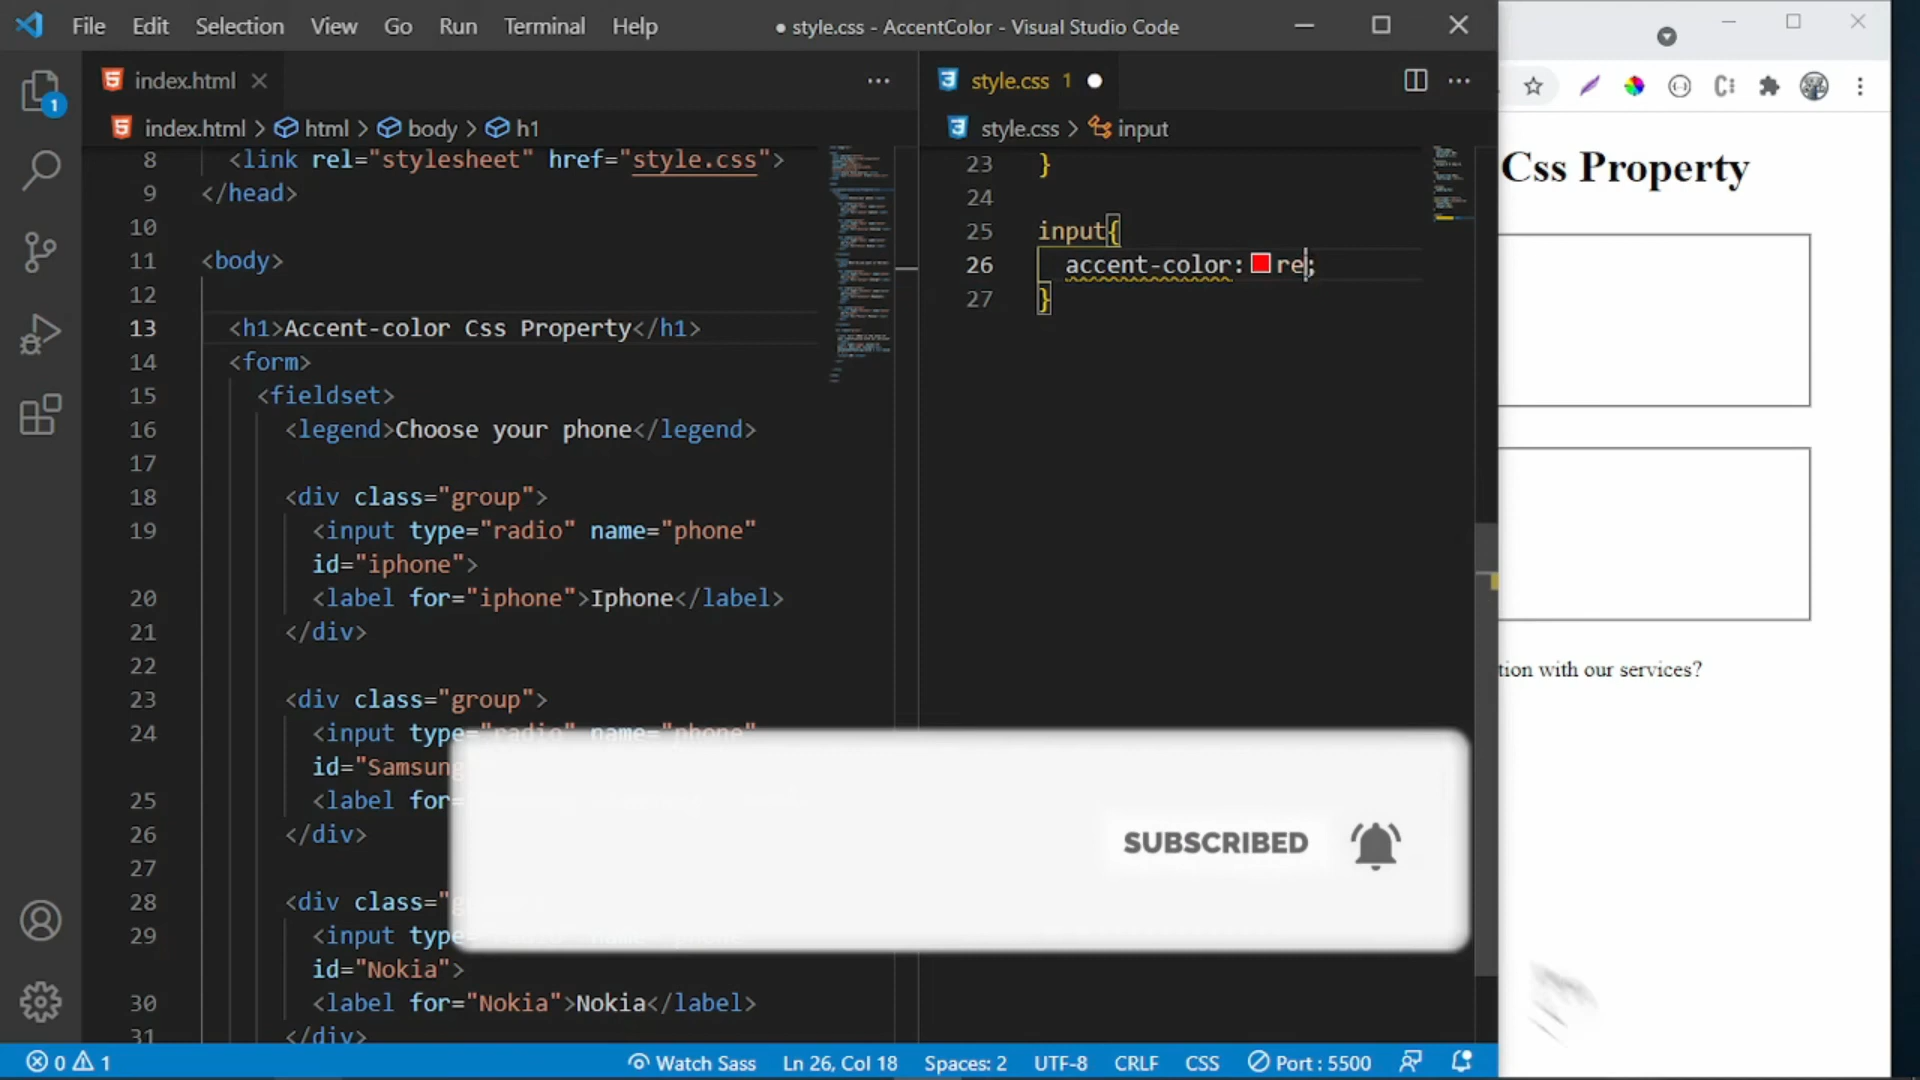 File Edit Selection View Go Run Terminal Help
● style.css - AccentColor - Visual Studio Code
index.html
style.css 1
index.html > html > body > h1
style.css > input
8 <link rel="stylesheet" href="style.css">
9 </head>
10
11 <body>
12
13 <h1>Accent-color Css Property</h1>
14 <form>
15 <fieldset>
16 <legend>Choose your phone</legend>
17
18 <div class="group">
19 <input type="radio" name="phone"
id="iphone">
20 <label for="iphone">Iphone</label>
21 </div>
22
23 <div class="group">
24 <input type="radio" name="phone"
id="Samsung
25 <label for=
26 </div>
27
28 <div class="g
29 <input type=
id="Nokia">
30 <label for="Nokia">Nokia</label>
31 </div>
23 }
24
25 input{
26 accent-color: re;
27 }
Css Property
tion with our services?
SUBSCRIBED
0 1
Watch Sass
Ln 26, Col 18
Spaces: 2
UTF-8
CRLF
CSS
Port : 5500
1